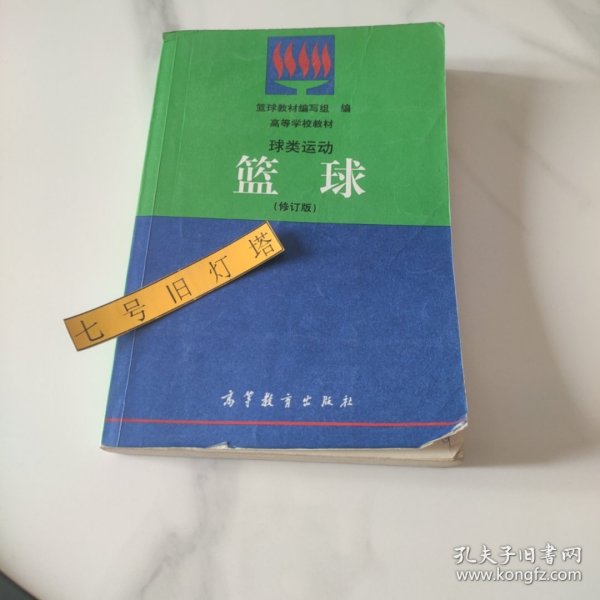 篮球教材编写组 编
高等学校教材
球类运动
篮球
(修订版)
七号旧灯塔
高等教育出版社
孔夫子旧书网
www.kongfz.com